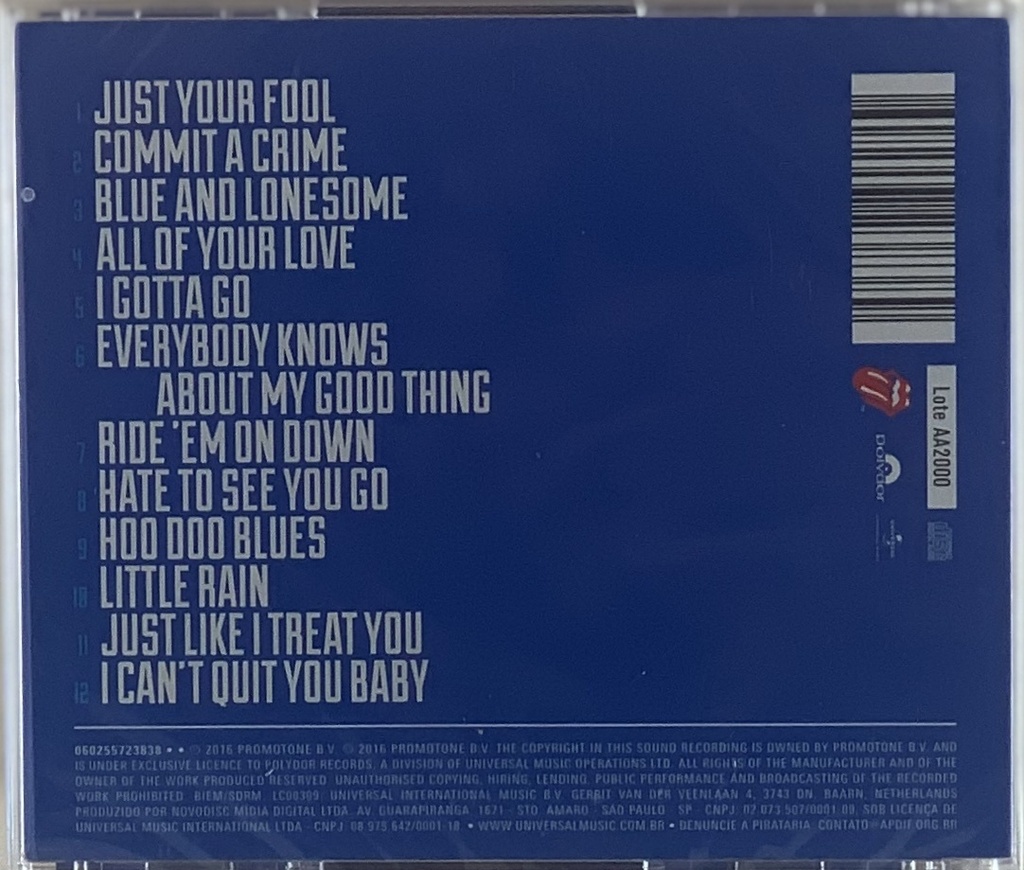 1 JUST YOUR FOOL
2 COMMIT A CRIME
3 BLUE AND LONESOME
4 ALL OF YOUR LOVE
5 I GOTTA GO
6 EVERYBODY KNOWS
ABOUT MY GOOD THING
7 RIDE 'EM ON DOWN
8 HATE TO SEE YOU GO
9 HOO DOO BLUES
10 LITTLE RAIN
11 JUST LIKE I TREAT YOU
12 I CAN'T QUIT YOU BABY
Lote AA2000
Polydor
060255723838 • • ℗ 2016 PROMOTONE B.V. © 2016 PROMOTONE B.V. THE COPYRIGHT IN THIS SOUND RECORDING IS OWNED BY PROMOTONE B.V. AND
IS UNDER EXCLUSIVE LICENCE TO POLYDOR RECORDS, A DIVISION OF UNIVERSAL MUSIC OPERATIONS LTD. ALL RIGHTS OF THE MANUFACTURER AND OF THE
OWNER OF THE WORK PRODUCED RESERVED. UNAUTHORISED COPYING, HIRING, LENDING, PUBLIC PERFORMANCE AND BROADCASTING OF THE RECORDED
WORK PROHIBITED. BIEM/SDRM. LC00309. UNIVERSAL INTERNATIONAL MUSIC B.V. GERRIT VAN DER VEENLAAN 4, 3743 DN, BAARN, NETHERLANDS
PRODUZIDO POR NOVODISC MÍDIA DIGITAL LTDA. AV. GUARAPIRANGA, 1671 - STO. AMARO - SÃO PAULO - SP - CNPJ: 02.073.507/0001-08, SOB LICENÇA DE
UNIVERSAL MUSIC INTERNATIONAL LTDA - CNPJ: 68.975.642/0001-18 • WWW.UNIVERSALMUSIC.COM.BR • DENUNCIE A PIRATARIA: CONTATO@APDIF.ORG.BR